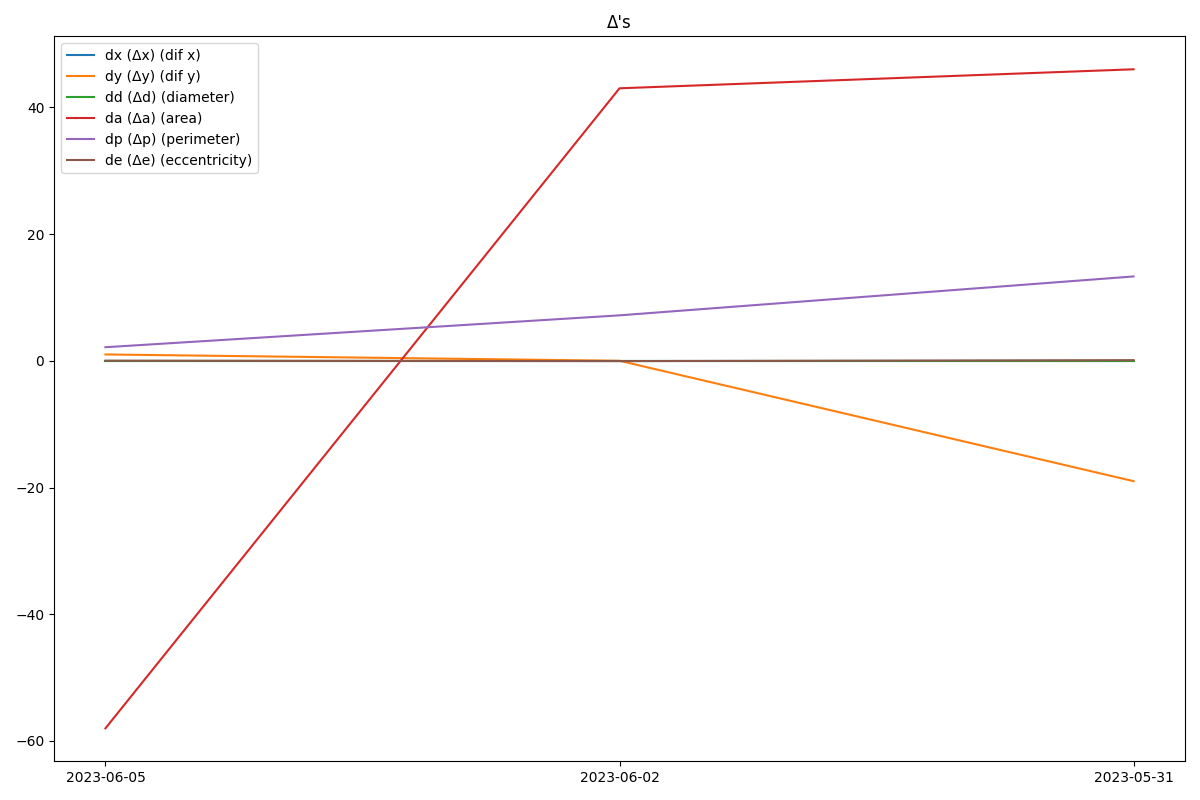 Δ's
dx (Δx) (dif x)
dy (Δy) (dif y)
dd (Δd) (diameter)
da (Δa) (area)
dp (Δp) (perimeter)
de (Δe) (eccentricity)
40
20
0
−20
−40
−60
2023-06-05 2023-06-02 2023-05-31